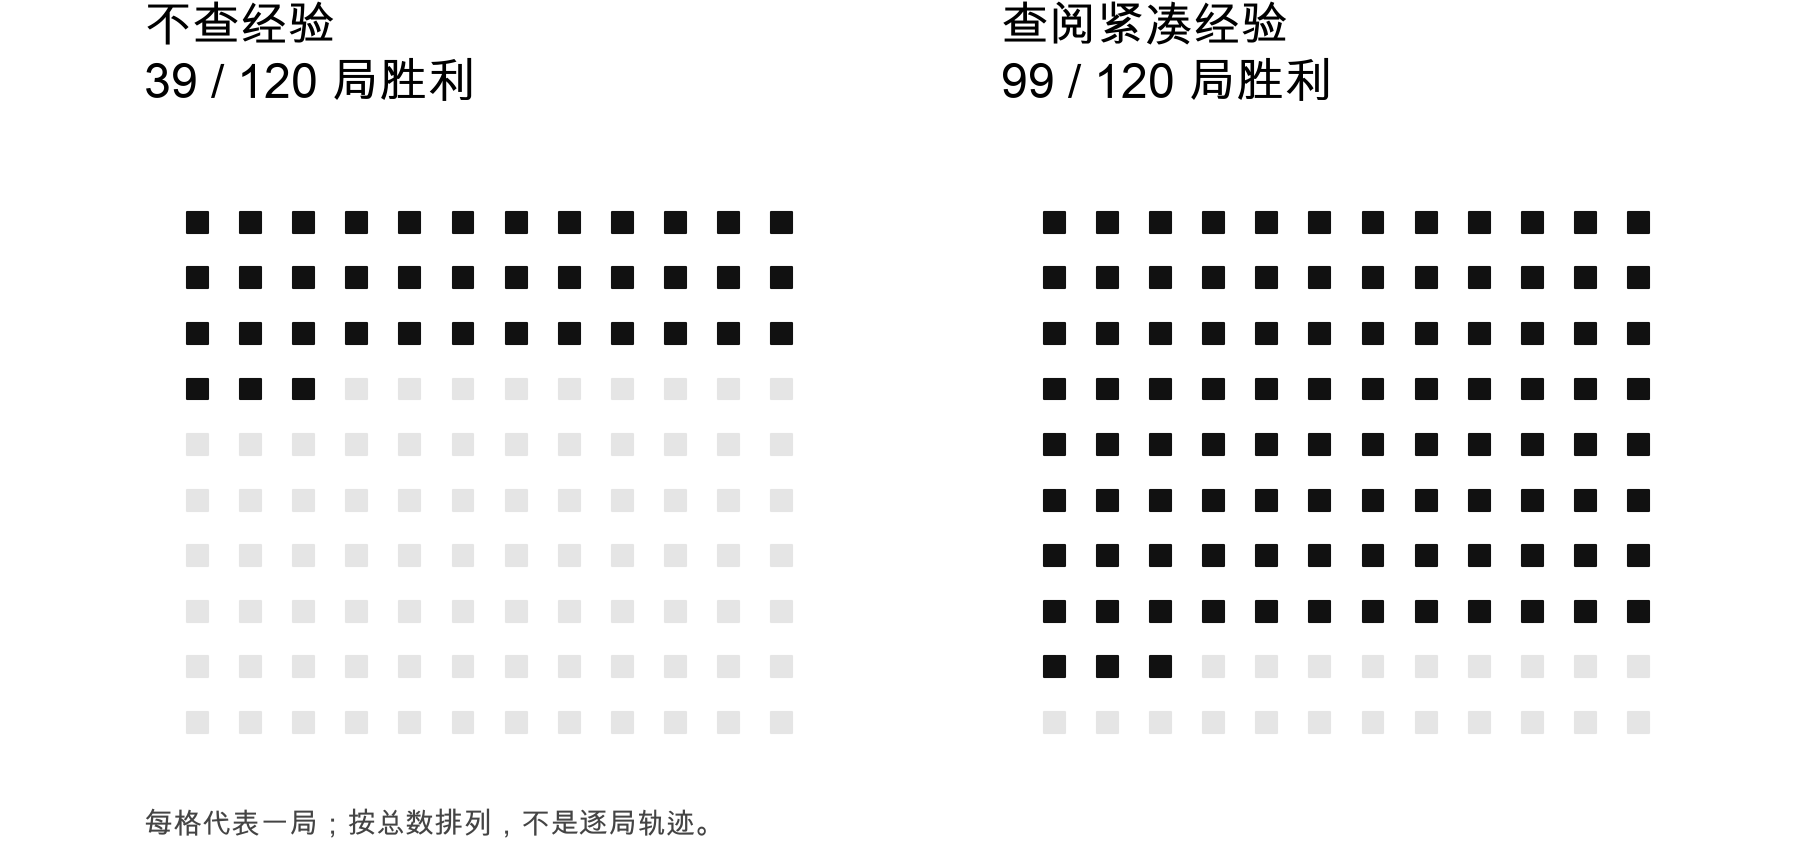 不查经验
39 / 120 局胜利
查阅紧凑经验
99 / 120 局胜利
每格代表一局；按总数排列，不是逐局轨迹。